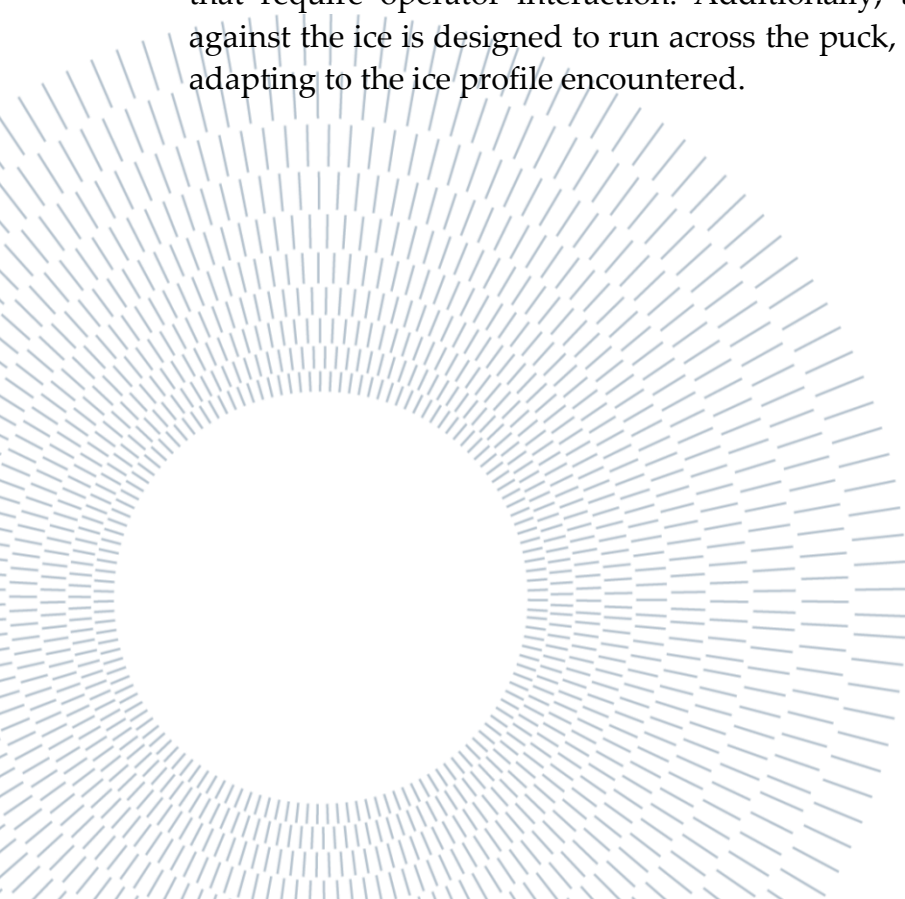 that require operator interaction. Additionally,
against the ice is designed to run across the puck,
adapting to the ice profile encountered.